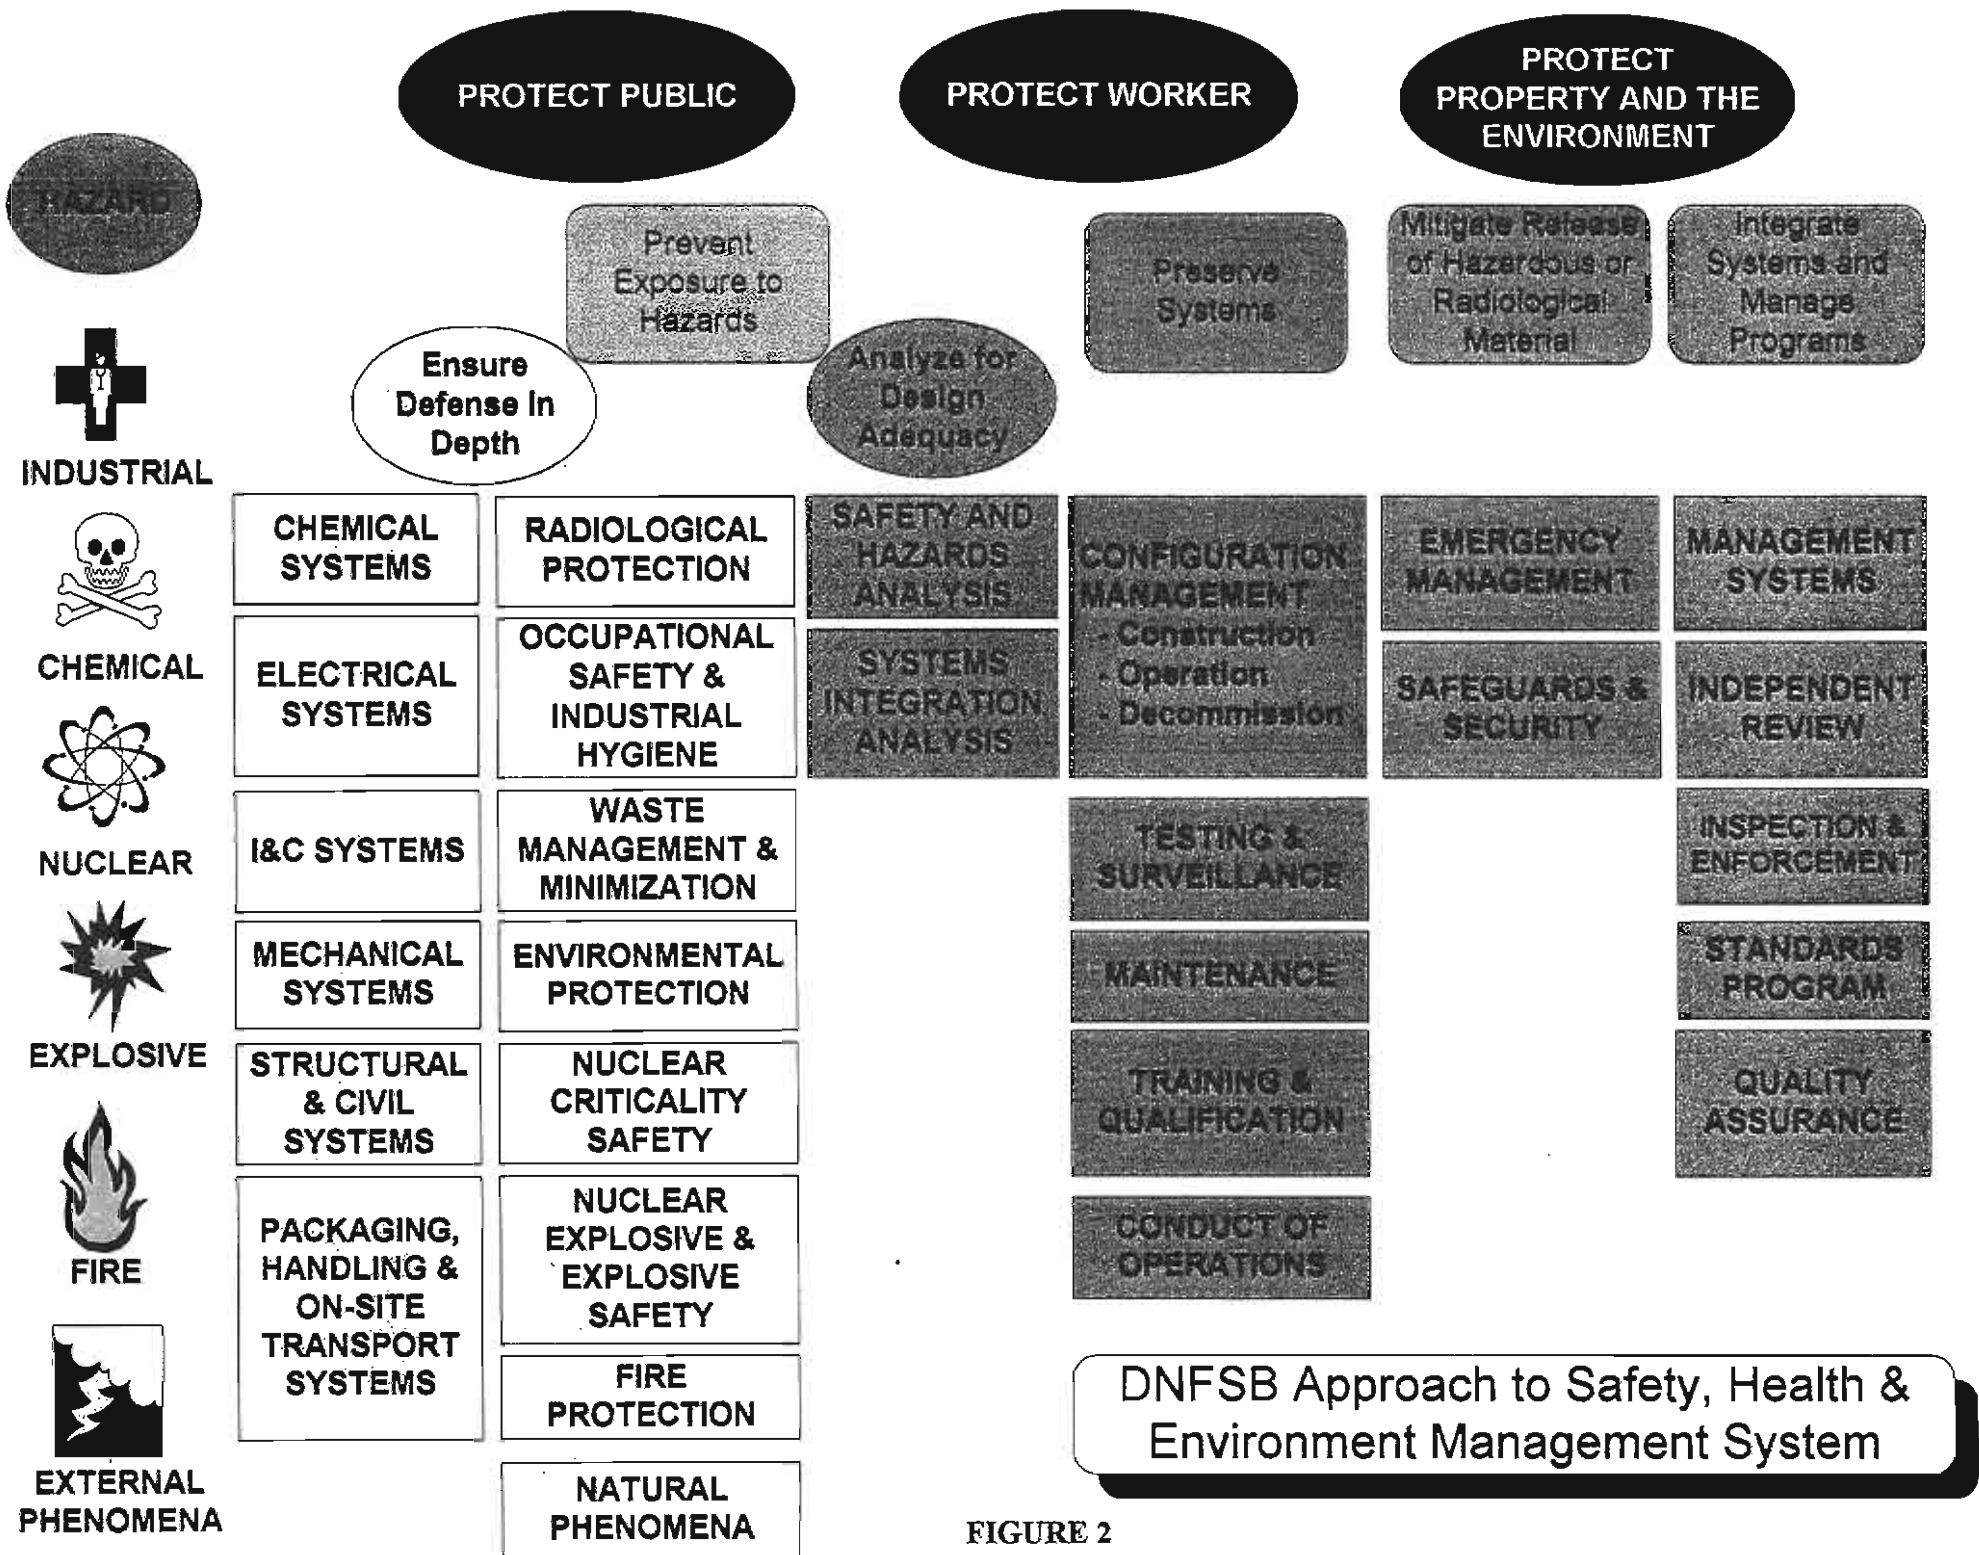 PROTECT PUBLIC
PROTECT WORKER
PROTECT
PROPERTY AND THE
ENVIRONMENT
HAZARD
Prevent
Exposure to
Hazards
Preserve
Systems
Mitigate Release
of Hazardous or
Radiological
Material
Integrate
Systems and
Manage
Programs
Ensure
Defense In
Depth
Analyze for
Design
Adequacy
INDUSTRIAL
CHEMICAL
NUCLEAR
EXPLOSIVE
FIRE
EXTERNAL
PHENOMENA
CHEMICAL
SYSTEMS
ELECTRICAL
SYSTEMS
I&C SYSTEMS
MECHANICAL
SYSTEMS
STRUCTURAL
& CIVIL
SYSTEMS
PACKAGING,
HANDLING &
ON-SITE
TRANSPORT
SYSTEMS
RADIOLOGICAL
PROTECTION
OCCUPATIONAL
SAFETY &
INDUSTRIAL
HYGIENE
WASTE
MANAGEMENT &
MINIMIZATION
ENVIRONMENTAL
PROTECTION
NUCLEAR
CRITICALITY
SAFETY
NUCLEAR
EXPLOSIVE &
EXPLOSIVE
SAFETY
FIRE
PROTECTION
NATURAL
PHENOMENA
SAFETY AND
HAZARDS
ANALYSIS
SYSTEMS
INTEGRATION
ANALYSIS
CONFIGURATION
MANAGEMENT
- Construction
- Operation
- Decommission
TESTING &
SURVEILLANCE
MAINTENANCE
TRAINING &
QUALIFICATION
CONDUCT OF
OPERATIONS
EMERGENCY
MANAGEMENT
SAFEGUARDS &
SECURITY
MANAGEMENT
SYSTEMS
INDEPENDENT
REVIEW
INSPECTION &
ENFORCEMENT
STANDARDS
PROGRAM
QUALITY
ASSURANCE
DNFSB Approach to Safety, Health &
Environment Management System
FIGURE 2